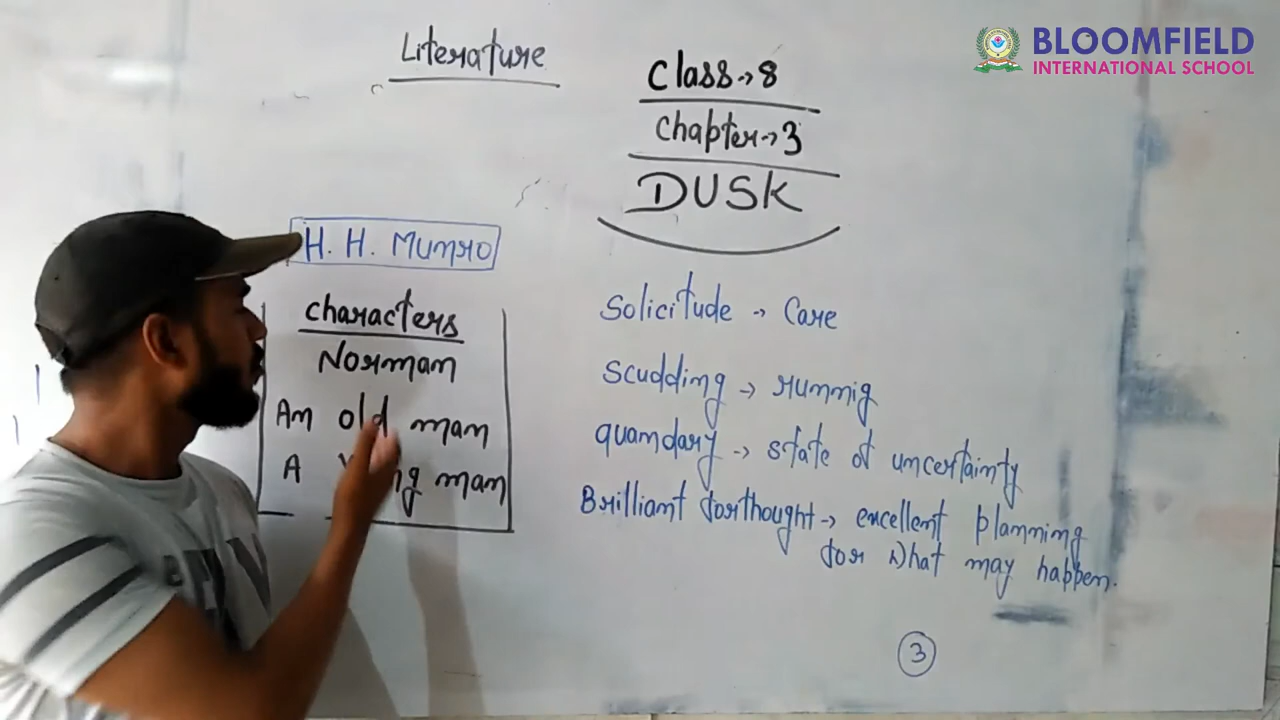 Literature
Class→8
Chapter→3
DUSK
BLOOMFIELD
INTERNATIONAL SCHOOL
H. H. Munro
Characters
Norman
An old man
A man
Solicitude → Care
Scudding → runnig
quandary → state of uncertainty
Brilliant forthought → excellent planning
for what may happen.
3